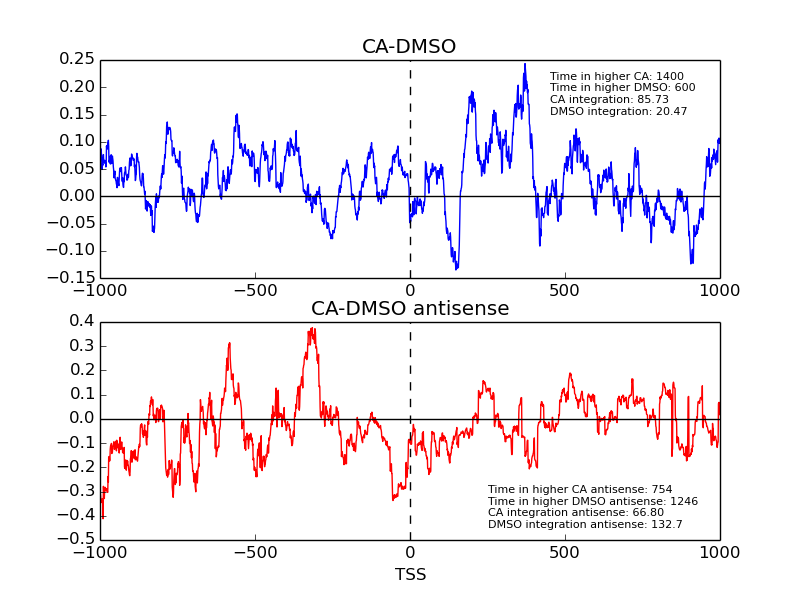 CA-DMSO
0.25
0.20
0.15
0.10
0.05
0.00
−0.05
−0.10
−0.15
Time in higher CA: 1400
Time in higher DMSO: 600
CA integration: 85.73
DMSO integration: 20.47
−1000 −500 0 500 1000
CA-DMSO antisense
0.4
0.3
0.2
0.1
0.0
−0.1
−0.2
−0.3
−0.4
−0.5
Time in higher CA antisense: 754
Time in higher DMSO antisense: 1246
CA integration antisense: 66.80
DMSO integration antisense: 132.7
−1000 −500 0 500 1000
TSS